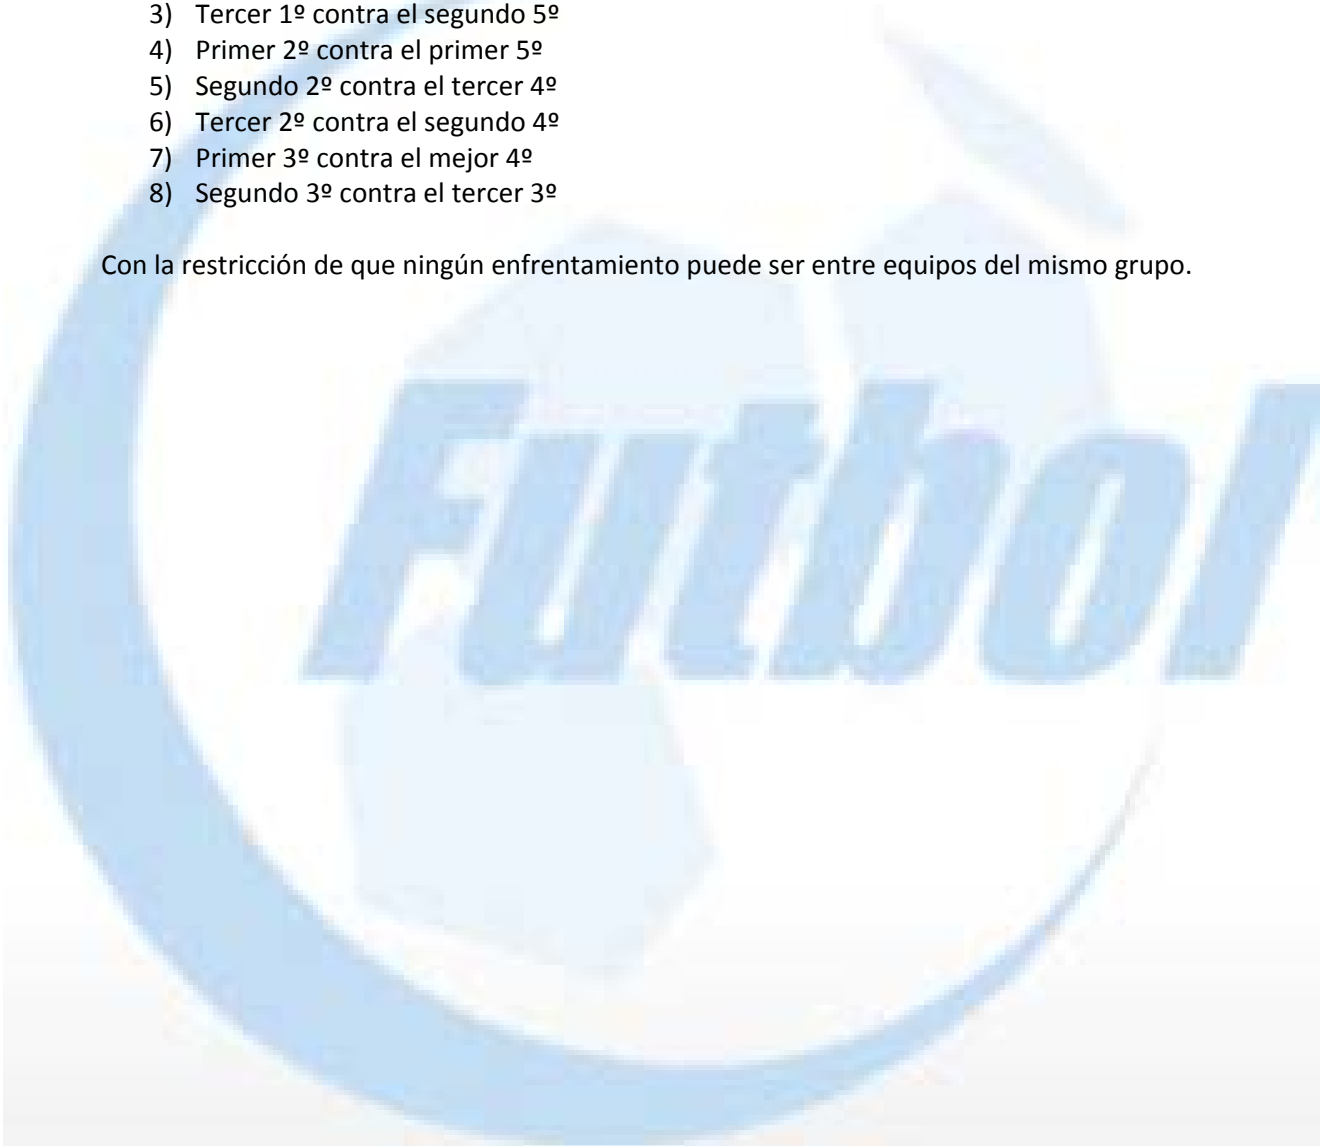 3) Tercer 1º contra el segundo 5º
4) Primer 2º contra el primer 5º
5) Segundo 2º contra el tercer 4º
6) Tercer 2º contra el segundo 4º
7) Primer 3º contra el mejor 4º
8) Segundo 3º contra el tercer 3º
Con la restricción de que ningún enfrentamiento puede ser entre equipos del mismo grupo.
Futbol